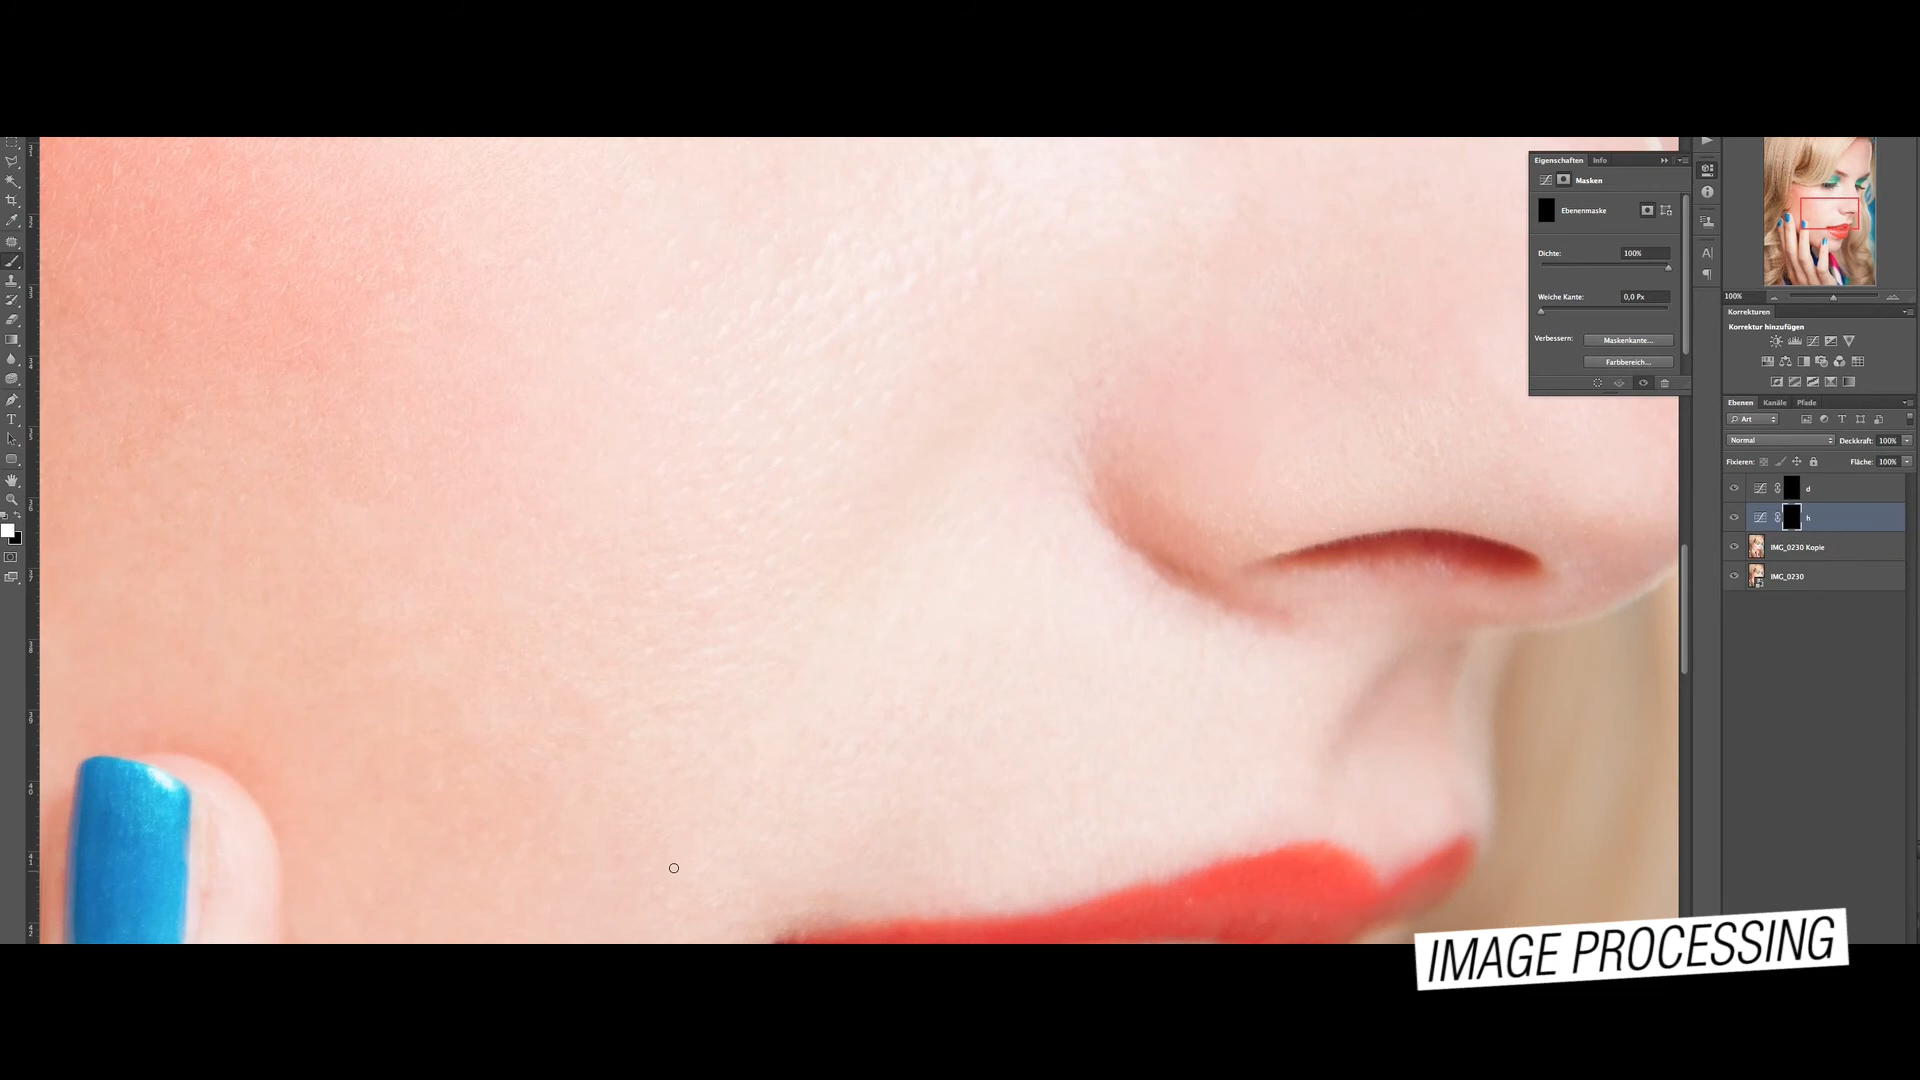 Eigenschaften Info
Masken
Ebenenmaske
Dichte: 100%
Weiche Kante: 0,0 Px
Verbessern: Maskenkante...
Farbbereich...
100%
Korrekturen
Korrektur hinzufügen
Ebenen Kanäle Pfade
Art
Normal Deckkraft: 100%
Fixieren: Fläche: 100%
d
h
IMG_0230 Kopie
IMG_0230
IMAGE PROCESSING